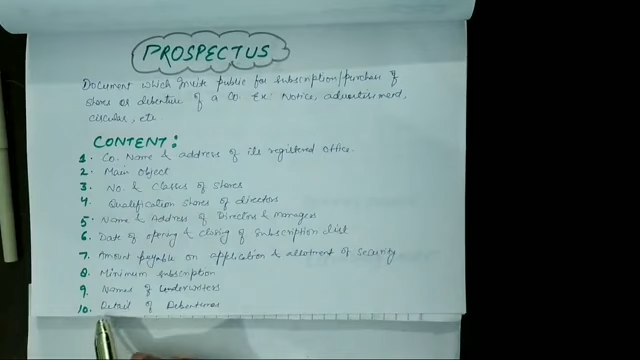 PROSPECTUS
Document which Invite public for subscription/purchase of
shares or debenture of a Co. Ex: Notice, advertisiment,
circular, etc
CONTENT:
1. Co. Name & address of its registered office.
2. Main Object
3. No. & Classes of shares
4. Qualification shares of directors
5. Name & Address of Directors & managers
6. Date of opening & closing of subscription list
7. Amount payable on application & allotment of security
8. Minimum subscription
9. Names of Underwriters
10. Detail of Debentures